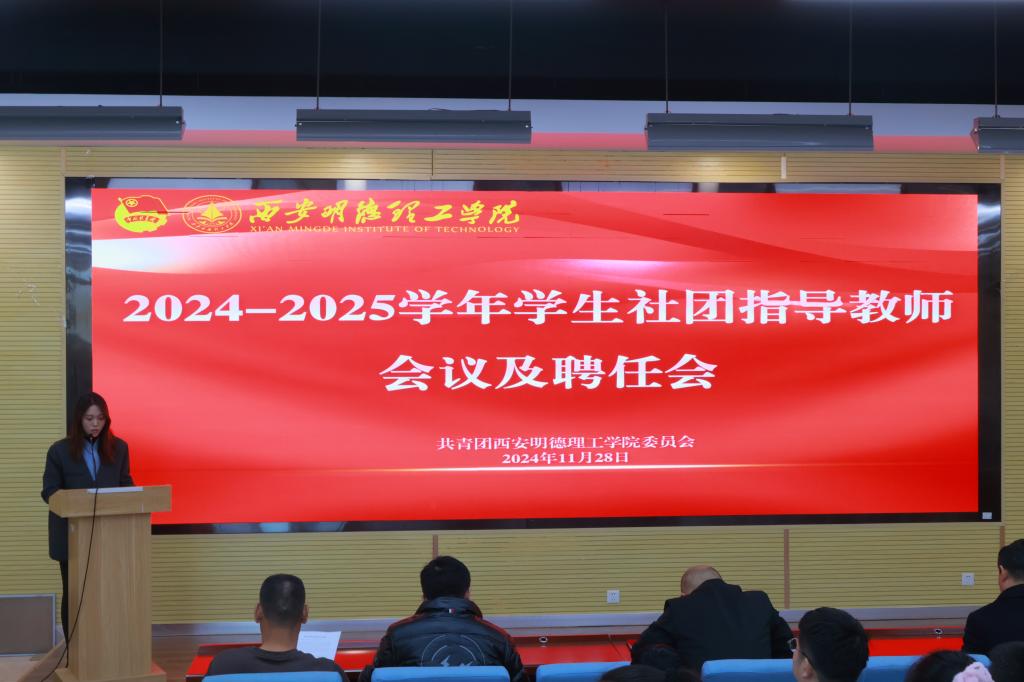 西安明德理工学院
XI'AN MINGDE INSTITUTE OF TECHNOLOGY
2024-2025学年学生社团指导教师
会议及聘任会
共青团西安明德理工学院委员会
2024年11月28日